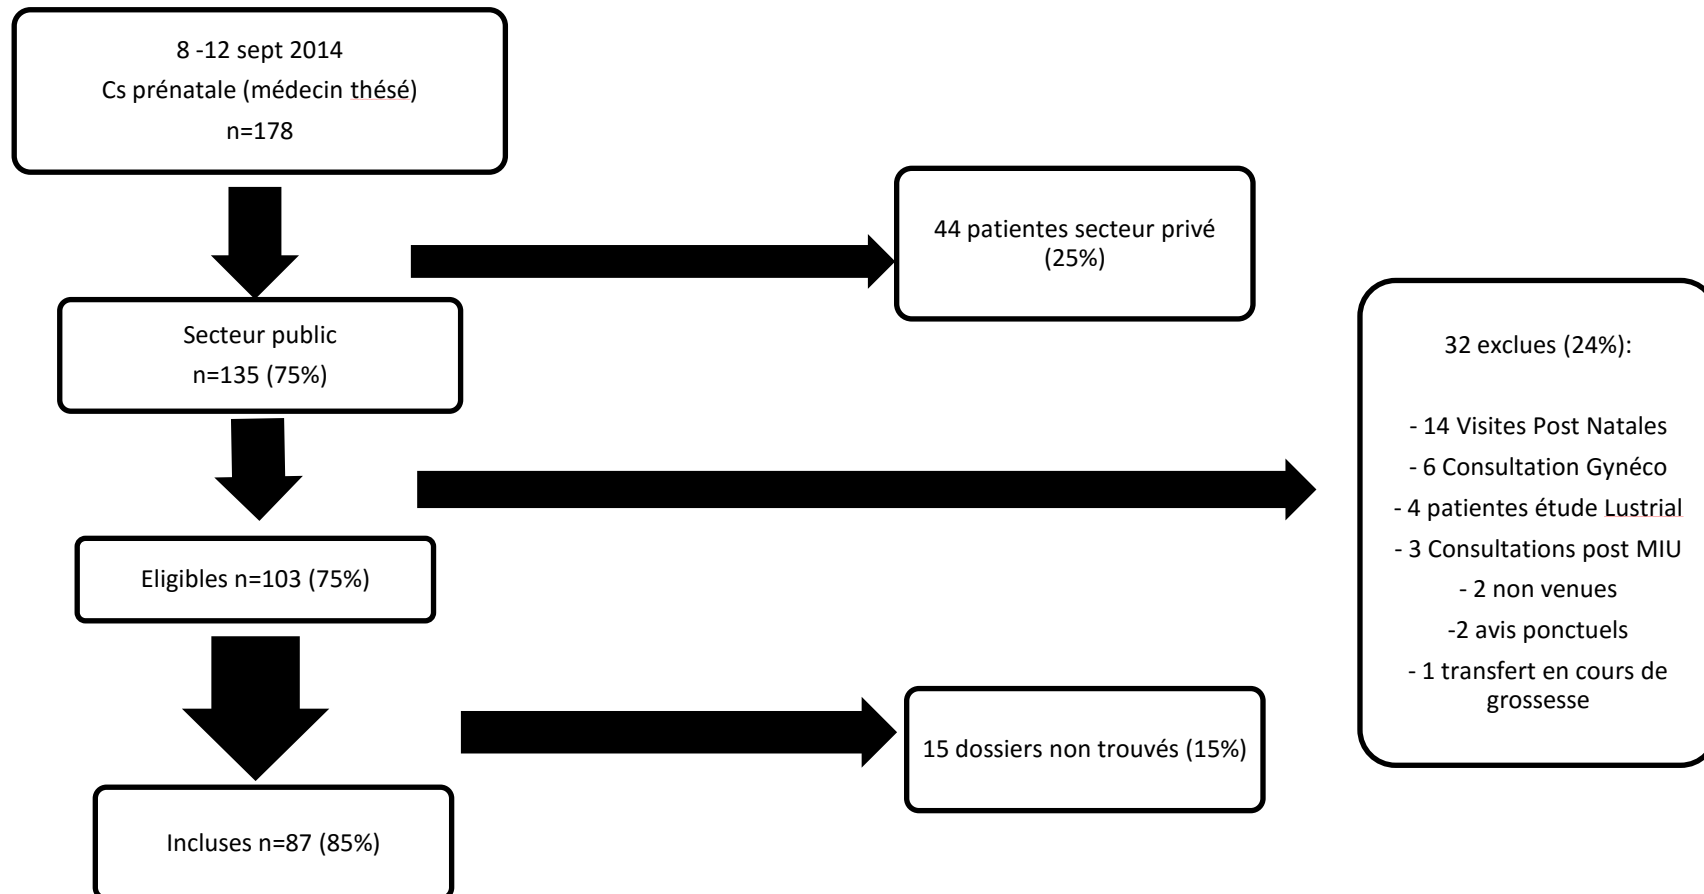 8 -12 sept 2014
Cs prénatale (médecin thésé)
n=178
44 patientes secteur privé
(25%)
Secteur public
n=135 (75%)
32 exclues (24%):
- 14 Visites Post Natales
- 6 Consultation Gynéco
- 4 patientes étude Lustrial
- 3 Consultations post MIU
- 2 non venues
-2 avis ponctuels
- 1 transfert en cours de
grossesse
Eligibles n=103 (75%)
15 dossiers non trouvés (15%)
Incluses n=87 (85%)